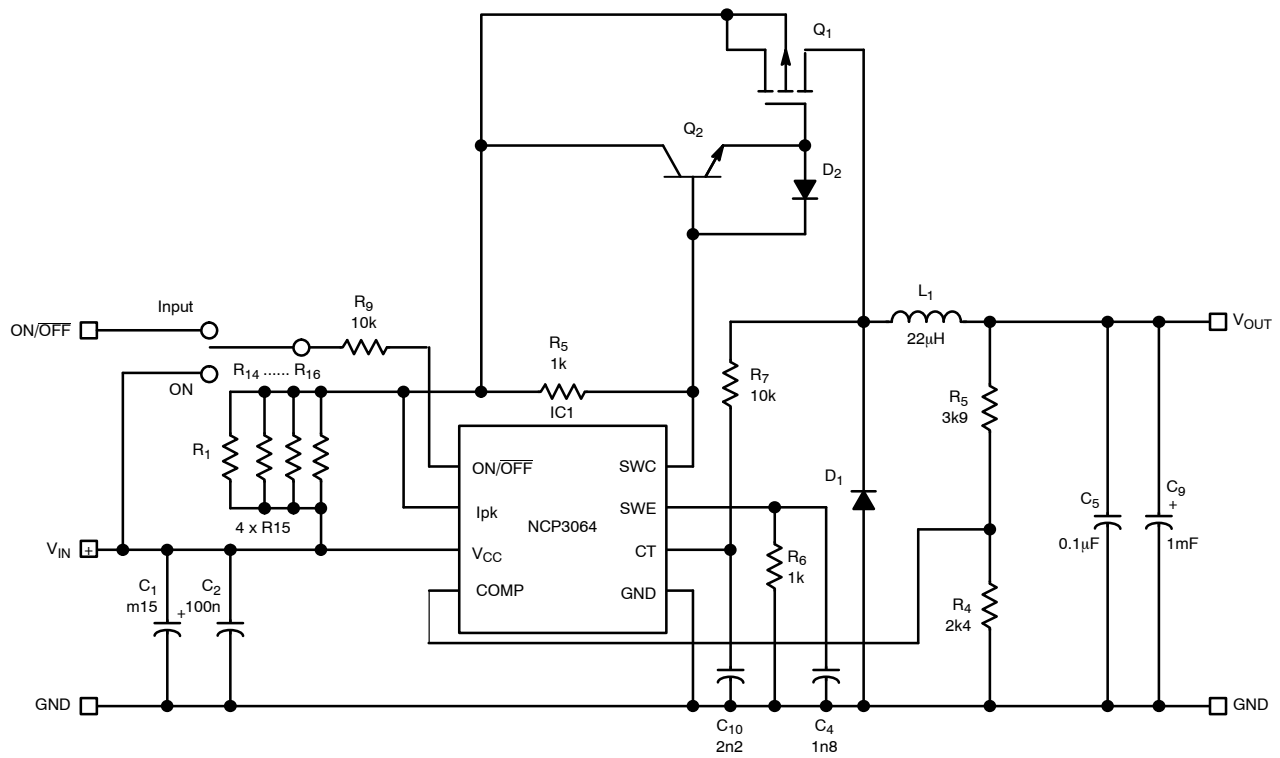 Q1
Q2
D2
Input
ON/OFF
R9
10k
ON
R14 ...... R16
R5
1k
IC1
L1
22µH
VOUT
R7
10k
R5
3k9
R1
4 x R15
ON/OFF
Ipk
VCC
COMP
NCP3064
SWC
SWE
CT
GND
D1
C5
0.1µF
C9
+
1mF
VIN
+
C1
m15
+
C2
100n
R6
1k
R4
2k4
GND
C10
2n2
C4
1n8
GND